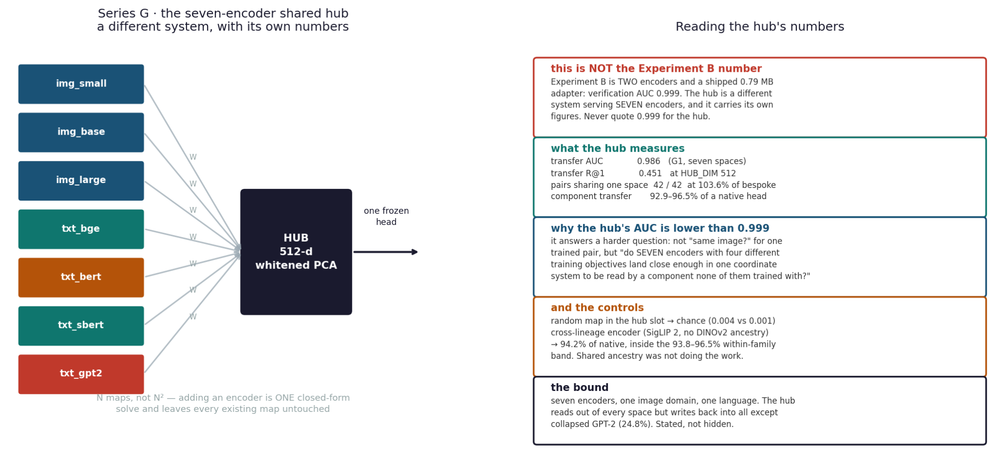 Series G · the seven-encoder shared hub
a different system, with its own numbers
img_small
img_base
img_large
txt_bge
txt_bert
txt_sbert
txt_gpt2
W
W
W
W
W
W
W
HUB
512-d
whitened PCA
one frozen
head
N maps, not N² — adding an encoder is ONE closed-form
solve and leaves every existing map untouched
Reading the hub's numbers
this is NOT the Experiment B number
Experiment B is TWO encoders and a shipped 0.79 MB
adapter: verification AUC 0.999. The hub is a different
system serving SEVEN encoders, and it carries its own
figures. Never quote 0.999 for the hub.
what the hub measures
transfer AUC 0.986 (G1, seven spaces)
transfer R@1 0.451 at HUB_DIM 512
pairs sharing one space 42 / 42 at 103.6% of bespoke
component transfer 92.9–96.5% of a native head
why the hub's AUC is lower than 0.999
it answers a harder question: not "same image?" for one
trained pair, but "do SEVEN encoders with four different
training objectives land close enough in one coordinate
system to be read by a component none of them trained with?"
and the controls
random map in the hub slot → chance (0.004 vs 0.001)
cross-lineage encoder (SigLIP 2, no DINOv2 ancestry)
→ 94.2% of native, inside the 93.8–96.5% within-family
band. Shared ancestry was not doing the work.
the bound
seven encoders, one image domain, one language. The hub
reads out of every space but writes back into all except
collapsed GPT-2 (24.8%). Stated, not hidden.